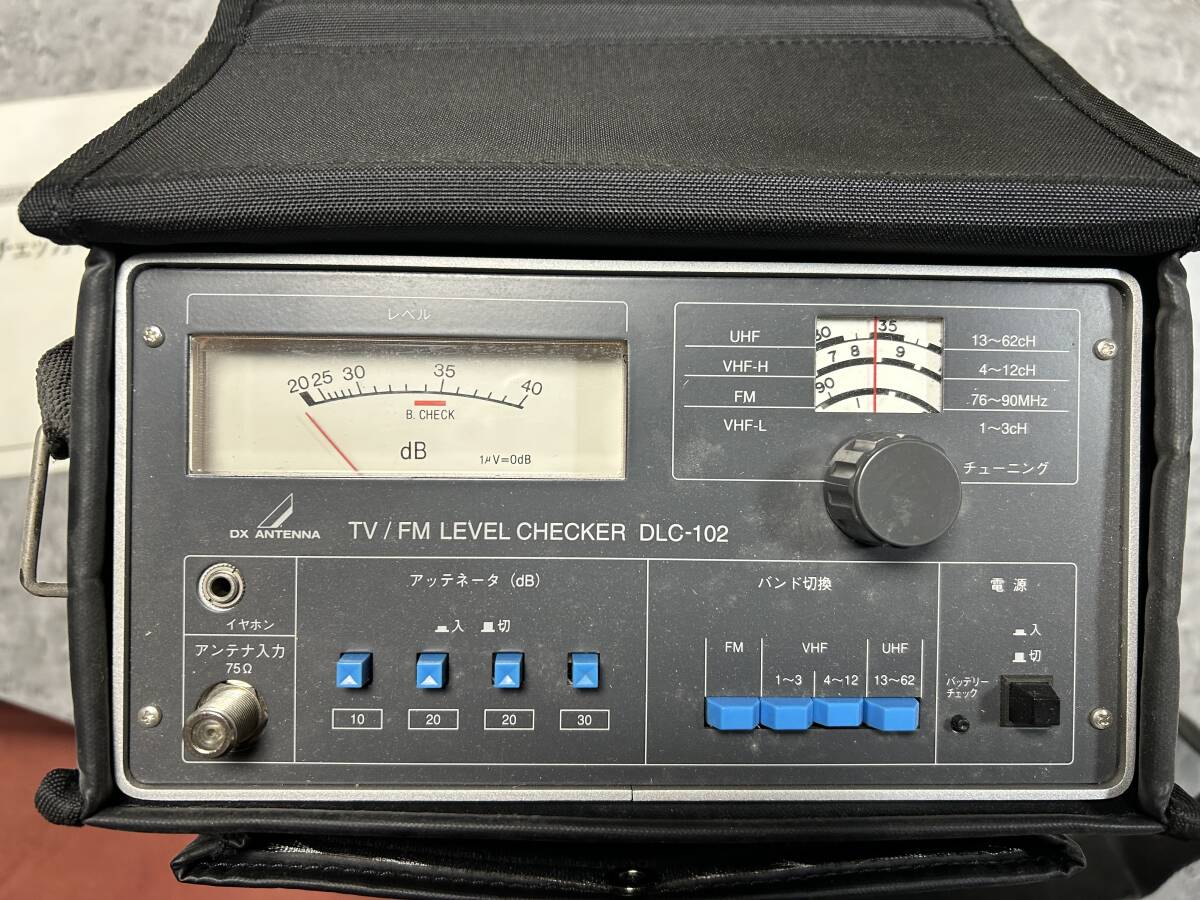 チェッカ
レベル
20 25 30 35 40
B. CHECK
dB
1μV=0dB
UHF
13〜62cH
VHF-H
4〜12cH
FM
76〜90MHz
VHF-L
1〜3cH
35
7 8 9
90
チューニング
DX ANTENNA
TV / FM LEVEL CHECKER DLC-102
イヤホン
アンテナ入力
75Ω
アッテネータ (dB)
入 切
10 20 20 30
バンド切換
FM VHF UHF
1〜3 4〜12 13〜62
電源
入
切
バッテリー
チェック